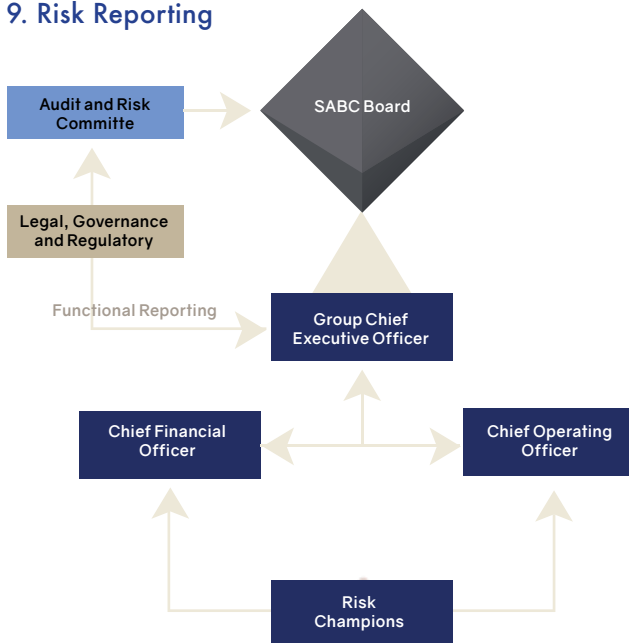 9. Risk Reporting
Audit and Risk
Committe
SABC Board
Legal, Governance
and Regulatory
Functional Reporting
Group Chief
Executive Officer
Chief Financial
Officer
Chief Operating
Officer
Risk
Champions